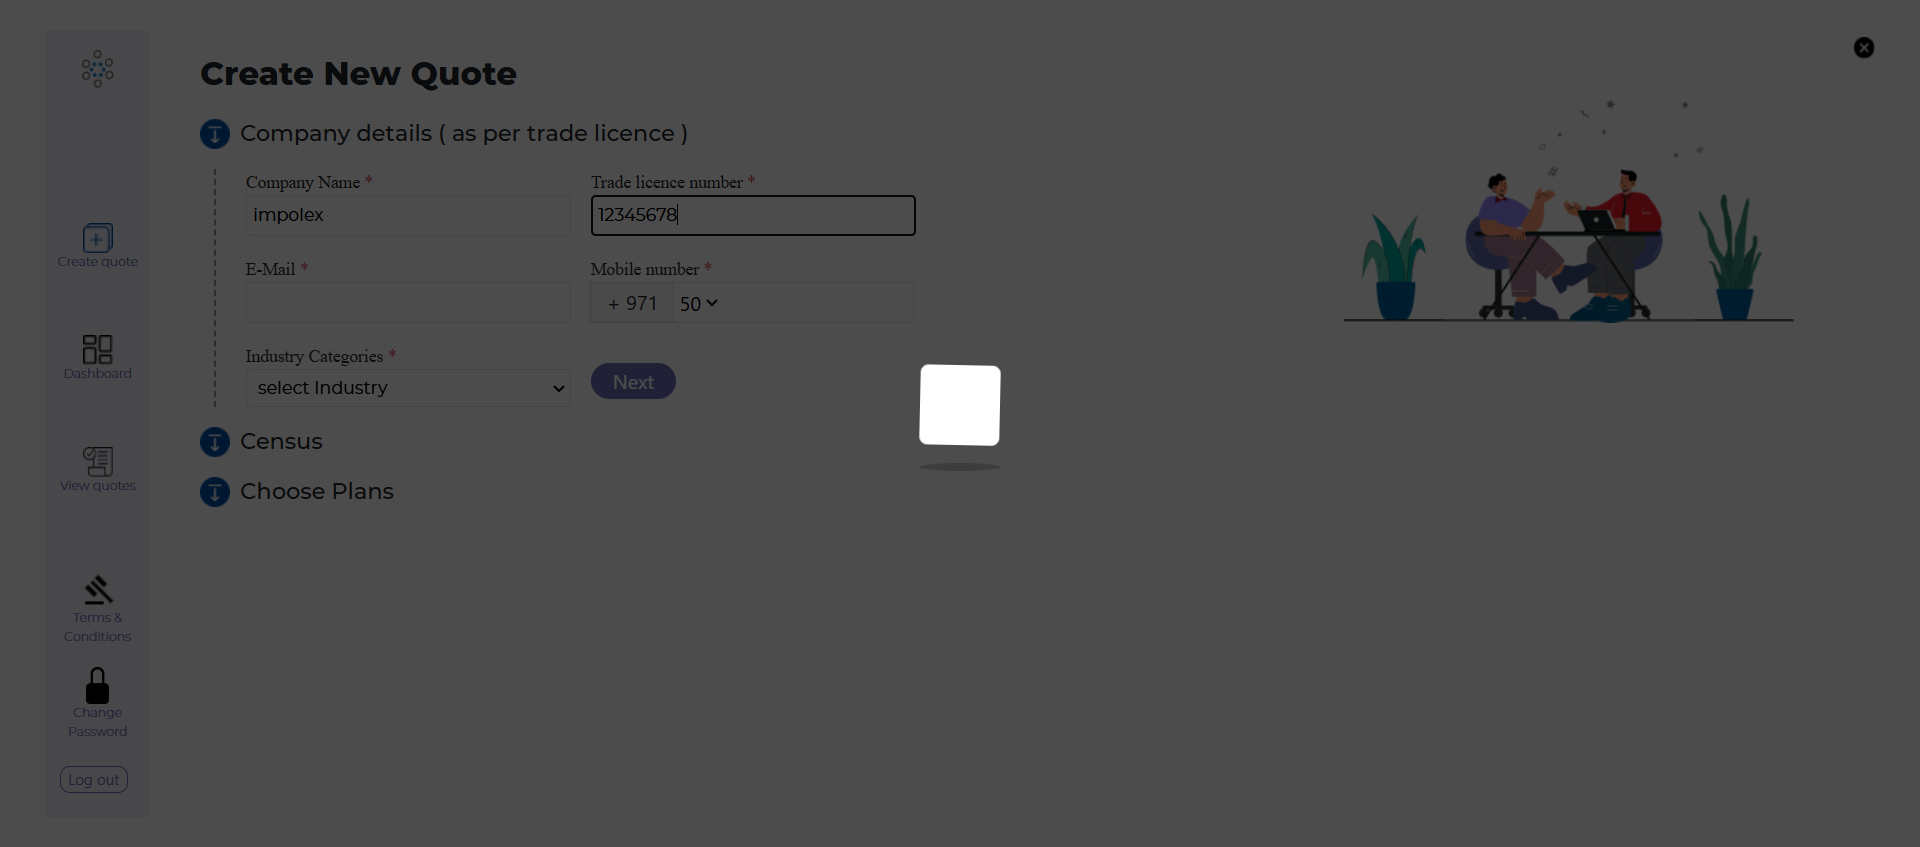 Create New Quote
Company details ( as per trade licence )
Company Name *
Trade licence number *
impolex
12345678
E-Mail *
Mobile number *
+ 971
50
Industry Categories *
select Industry
Next
Census
Choose Plans
Create quote
Dashboard
View quotes
Terms &
Conditions
Change
Password
Log out